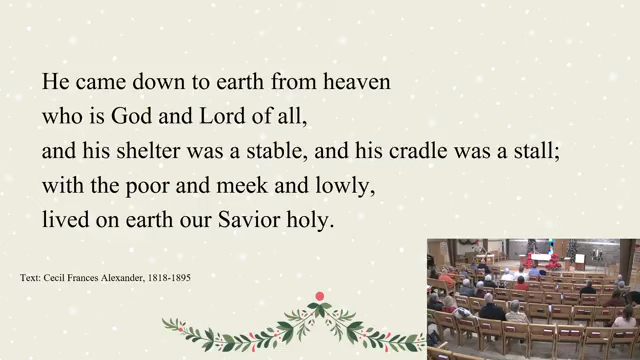 He came down to earth from heaven
who is God and Lord of all,
and his shelter was a stable, and his cradle was a stall;
with the poor and meek and lowly,
lived on earth our Savior holy.
Text: Cecil Frances Alexander, 1818-1895